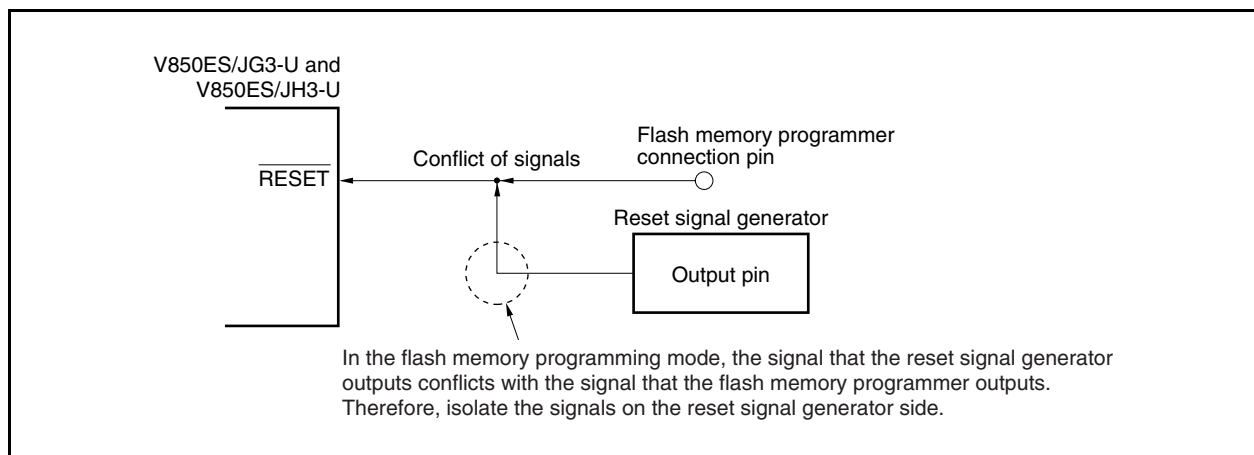 V850ES/JG3-U and
V850ES/JH3-U
Flash memory programmer
connection pin
Conflict of signals
RESET
Reset signal generator
Output pin
In the flash memory programming mode, the signal that the reset signal generator
outputs conflicts with the signal that the flash memory programmer outputs.
Therefore, isolate the signals on the reset signal generator side.